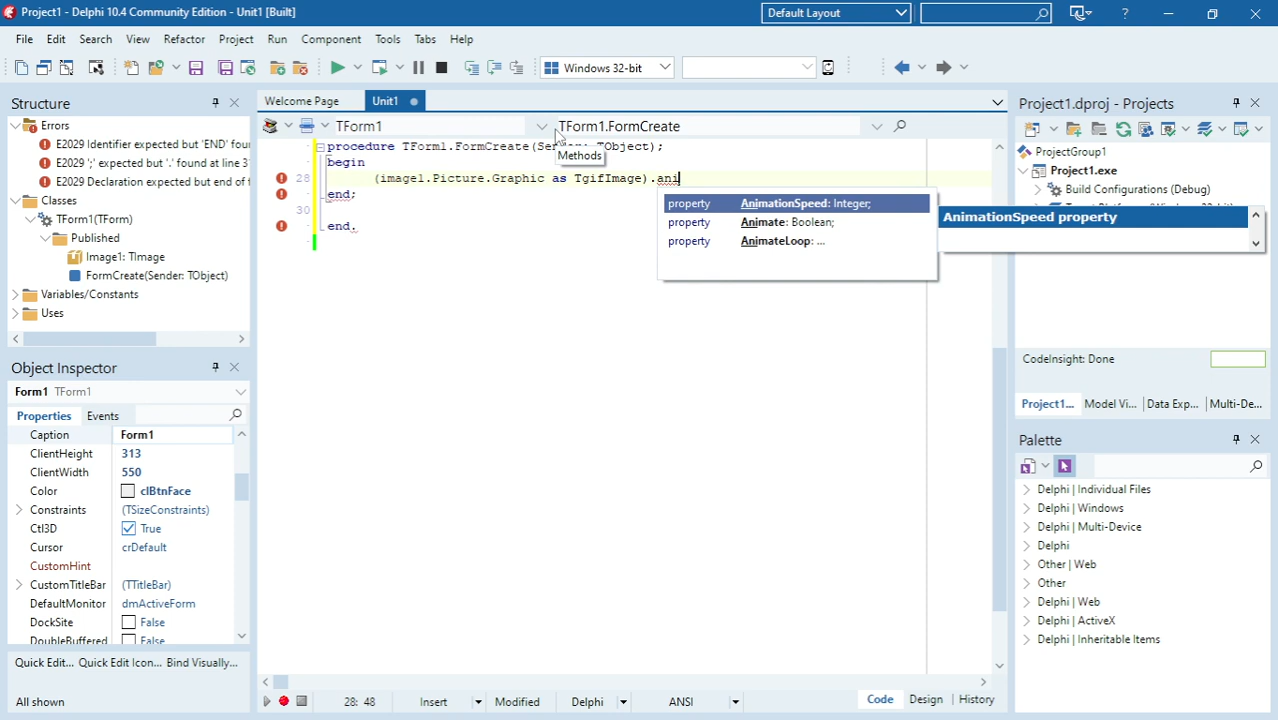 Project1 - Delphi 10.4 Community Edition - Unit1 [Built]
Default Layout
?
File Edit Search View Refactor Project Run Component Tools Tabs Help
Windows 32-bit
Structure
Errors
E2029 Identifier expected but 'END' foun
E2029 ';' expected but '.' found at line 3
E2029 Declaration expected but end of
Classes
TForm1(TForm)
Published
Image1: TImage
FormCreate(Sender: TObject)
Variables/Constants
Uses
Object Inspector
Form1 TForm1
Properties Events
Caption Form1
ClientHeight 313
ClientWidth 550
Color clBtnFace
Constraints (TSizeConstraints)
Ctl3D True
Cursor crDefault
CustomHint
CustomTitleBar (TTitleBar)
DefaultMonitor dmActiveForm
DockSite False
DoubleBuffered False
Quick Edit... Quick Edit Icon... Bind Visually...
All shown
Welcome Page Unit1
TForm1 TForm1.FormCreate
Methods
procedure TForm1.FormCreate(Sender: TObject);
begin
28 (image1.Picture.Graphic as TgifImage).ani
end;
30
end.
property AnimationSpeed: Integer;
property Animate: Boolean;
property AnimateLoop: ...
AnimationSpeed property
28: 48 Insert Modified Delphi ANSI Code Design History
Project1.dproj - Projects
ProjectGroup1
Project1.exe
Build Configurations (Debug)
CodeInsight: Done
Project1... Model Vi... Data Exp... Multi-De...
Palette
Delphi | Individual Files
Delphi | Windows
Delphi | Multi-Device
Delphi
Other | Web
Other
Delphi | Web
Delphi | ActiveX
Delphi | Inheritable Items